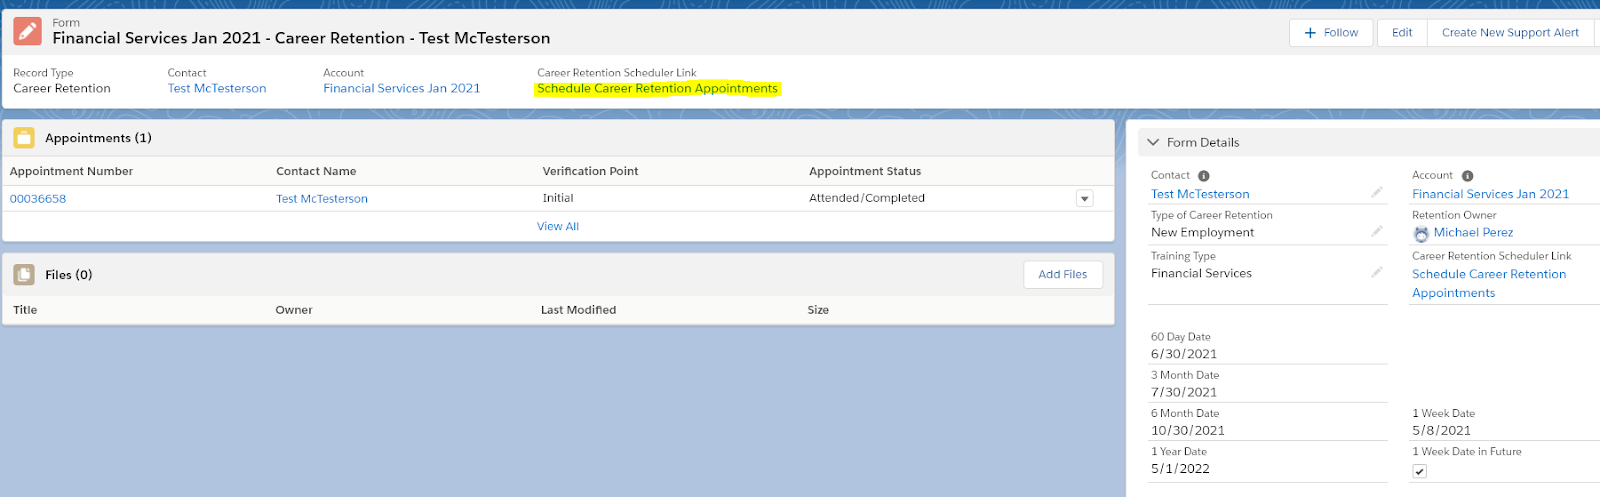 Form
Financial Services Jan 2021 - Career Retention - Test McTesterson
+ Follow
Edit
Create New Support Alert
Record Type
Career Retention
Contact
Test McTesterson
Account
Financial Services Jan 2021
Career Retention Scheduler Link
Schedule Career Retention Appointments
Appointments (1)
Appointment Number Contact Name Verification Point Appointment Status
00036658 Test McTesterson Initial Attended/Completed
View All
Files (0)
Add Files
Title Owner Last Modified Size
Form Details
Contact
Test McTesterson
Account
Financial Services Jan 2021
Type of Career Retention
New Employment
Retention Owner
Michael Perez
Training Type
Financial Services
Career Retention Scheduler Link
Schedule Career Retention
Appointments
60 Day Date
6/30/2021
3 Month Date
7/30/2021
6 Month Date
10/30/2021
1 Week Date
5/8/2021
1 Year Date
5/1/2022
1 Week Date in Future